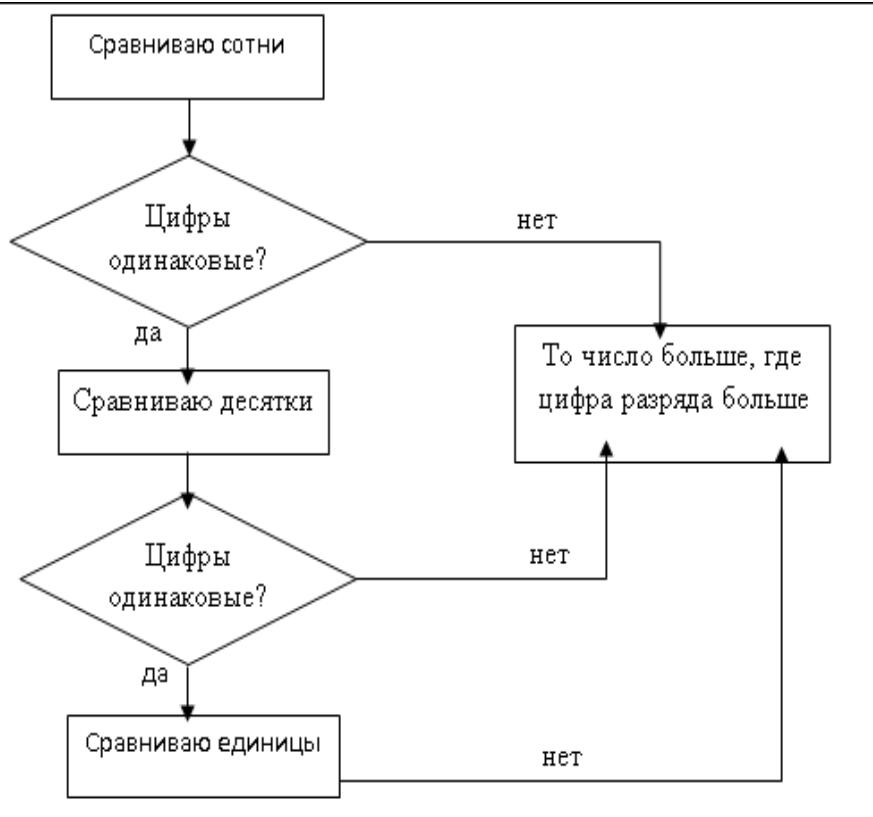 Сравниваю сотни
Цифры
одинаковые?
нет
да
То число больше, где
цифра разряда больше
Сравниваю десятки
Цифры
одинаковые?
нет
да
Сравниваю единицы
нет